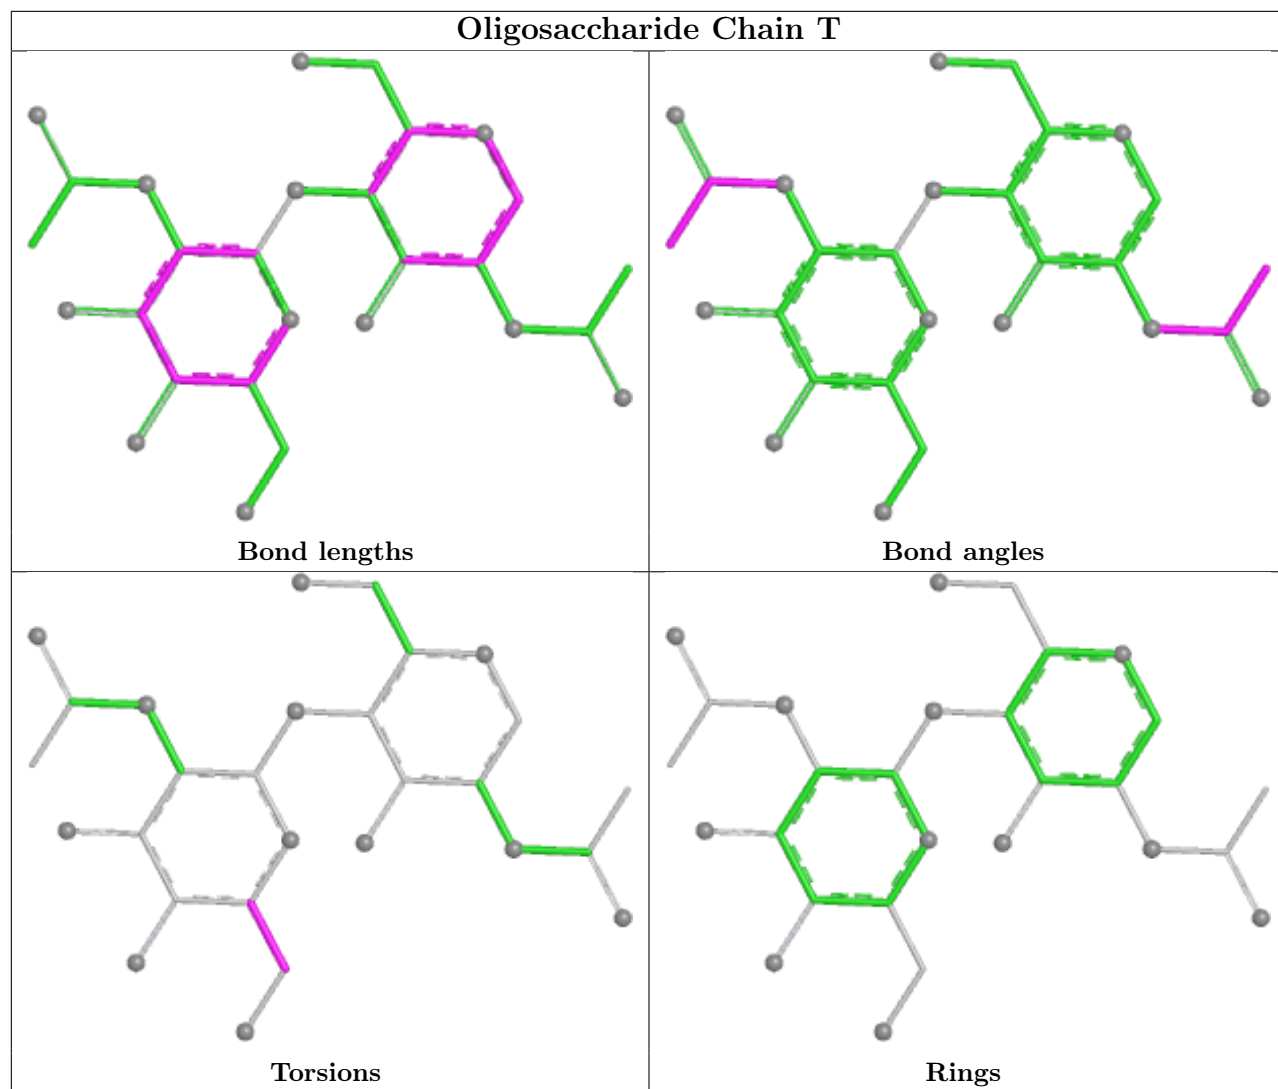 Oligosaccharide Chain T
Bond lengths
Bond angles
Torsions
Rings